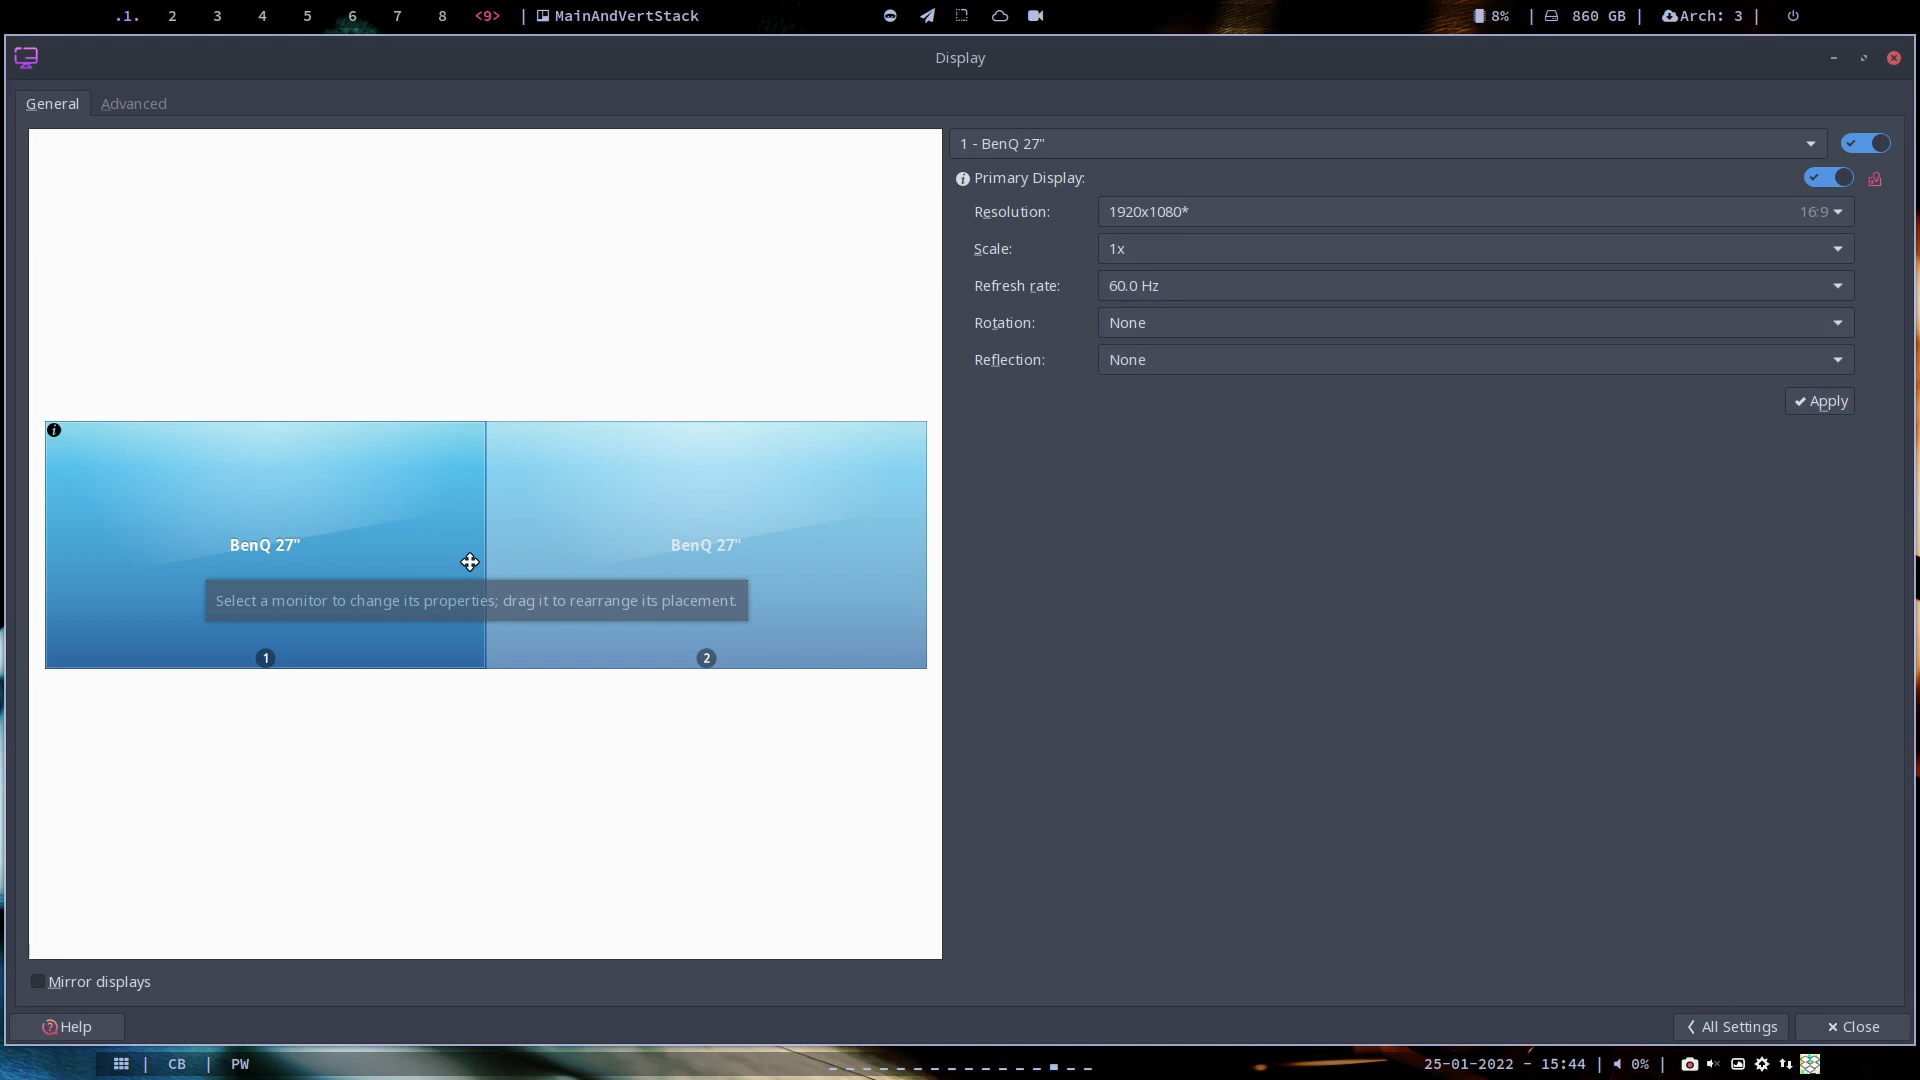 .1. 2 3 4 5 6 7 8 <9> | MainAndVertStack
8% | 860 GB | Arch: 3 |
Display
General Advanced
1 - BenQ 27"
Primary Display:
Resolution: 1920x1080* 16:9
Scale: 1x
Refresh rate: 60.0 Hz
Rotation: None
Reflection: None
Apply
BenQ 27" BenQ 27"
Select a monitor to change its properties; drag it to rearrange its placement.
1 2
Mirror displays
Help All Settings Close
| CB | PW
25-01-2022 - 15:44 | 0% |